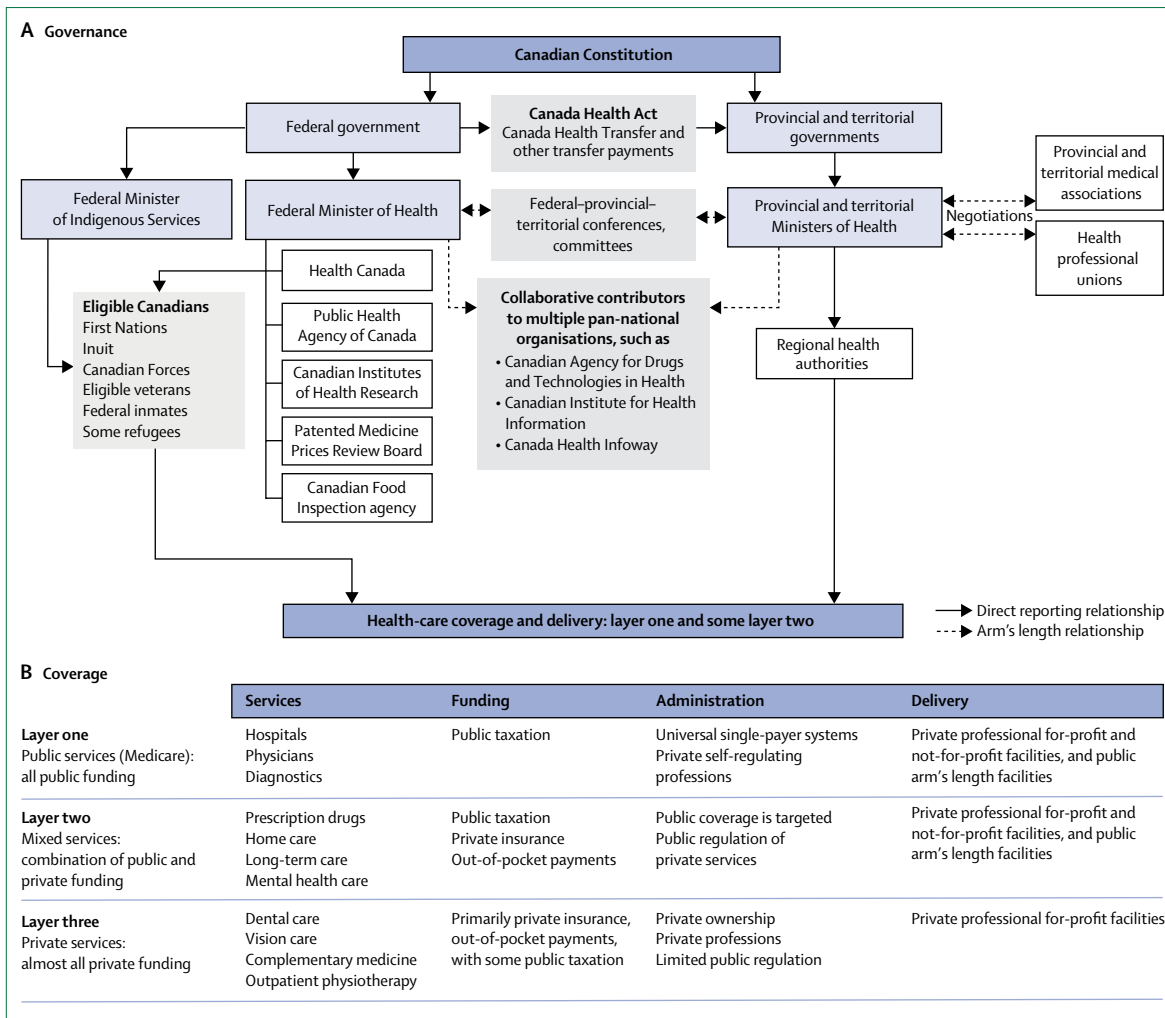 A Governance
Canadian Constitution
Federal government
Canada Health Act
Canada Health Transfer and
other transfer payments
Provincial and territorial
governments
Provincial and
territorial medical
associations
Federal Minister
of Indigenous Services
Federal Minister of Health
Federal–provincial–
territorial conferences,
committees
Provincial and territorial
Ministers of Health
Negotiations
Health
professional
unions
Health Canada
Eligible Canadians
First Nations
Inuit
Canadian Forces
Eligible veterans
Federal inmates
Some refugees
Public Health
Agency of Canada
Canadian Institutes
of Health Research
Patented Medicine
Prices Review Board
Canadian Food
Inspection agency
Collaborative contributors
to multiple pan-national
organisations, such as
• Canadian Agency for Drugs
and Technologies in Health
• Canadian Institute for Health
Information
• Canada Health Infoway
Regional health
authorities
Health-care coverage and delivery: layer one and some layer two
Direct reporting relationship
Arm's length relationship
B Coverage
Services
Funding
Administration
Delivery
Layer one
Public services (Medicare):
all public funding
Hospitals
Physicians
Diagnostics
Public taxation
Universal single-payer systems
Private self-regulating
professions
Private professional for-profit and
not-for-profit facilities, and public
arm's length facilities
Layer two
Mixed services:
combination of public and
private funding
Prescription drugs
Home care
Long-term care
Mental health care
Public taxation
Private insurance
Out-of-pocket payments
Public coverage is targeted
Public regulation of
private services
Private professional for-profit and
not-for-profit facilities, and public
arm's length facilities
Layer three
Private services:
almost all private funding
Dental care
Vision care
Complementary medicine
Outpatient physiotherapy
Primarily private insurance,
out-of-pocket payments,
with some public taxation
Private ownership
Private professions
Limited public regulation
Private professional for-profit facilities